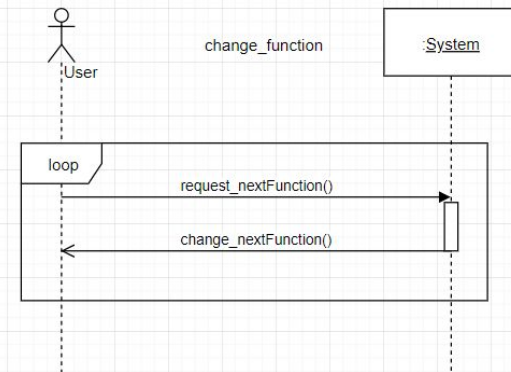 change_function
:System
User
loop
request_nextFunction()
change_nextFunction()